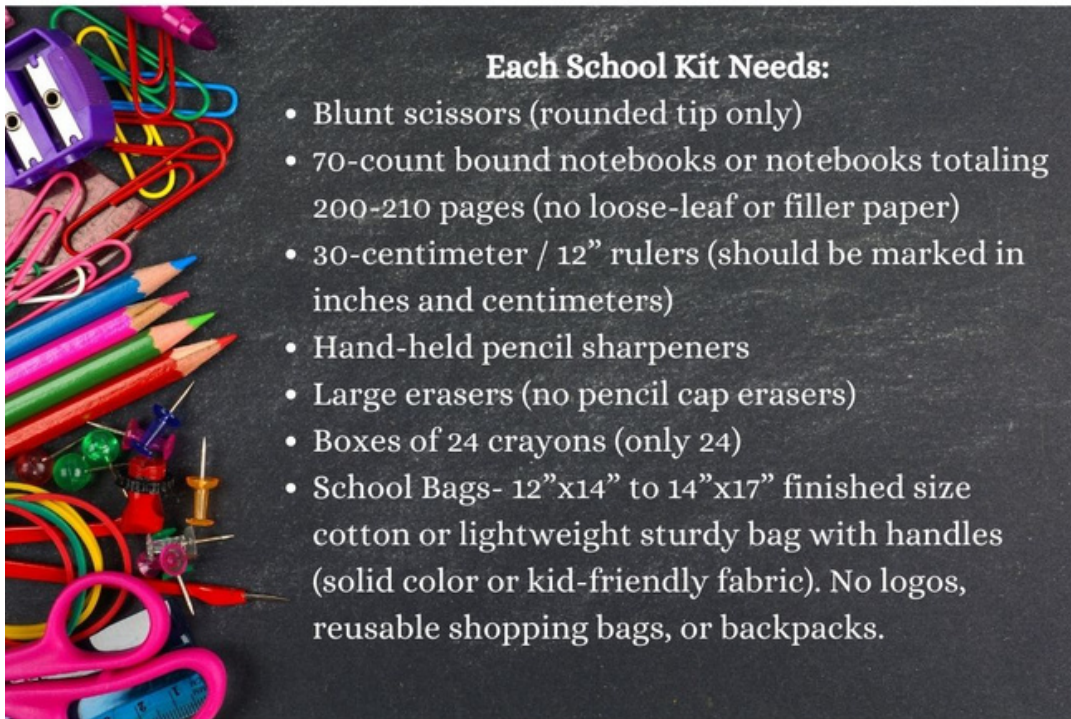 Each School Kit Needs:
• Blunt scissors (rounded tip only)
• 70-count bound notebooks or notebooks totaling
200-210 pages (no loose-leaf or filler paper)
• 30-centimeter / 12” rulers (should be marked in
inches and centimeters)
• Hand-held pencil sharpeners
• Large erasers (no pencil cap erasers)
• Boxes of 24 crayons (only 24)
• School Bags- 12”x14” to 14”x17” finished size
cotton or lightweight sturdy bag with handles
(solid color or kid-friendly fabric). No logos,
reusable shopping bags, or backpacks.